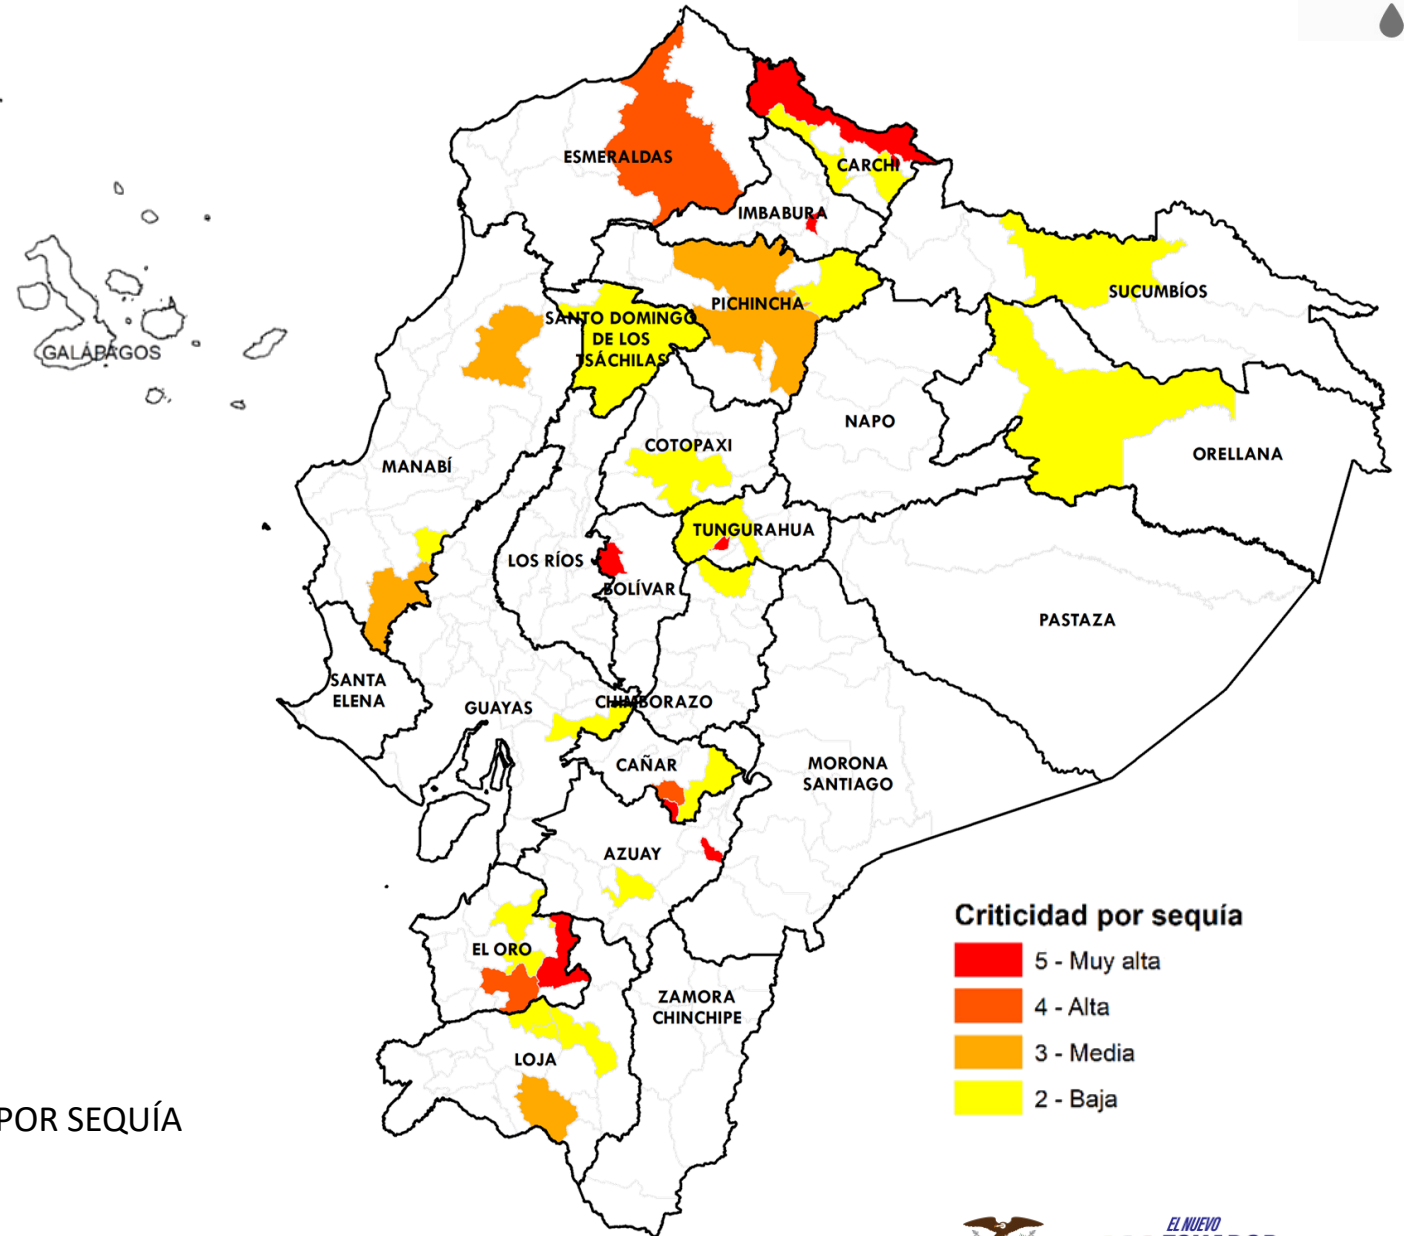 ESMERALDAS
CARCHI
IMBABURA
SUCUMBÍOS
PICHINCHA
SANTO DOMINGO
DE LOS
TSÁCHILAS
GALÁPAGOS
NAPO
COTOPAXI
ORELLANA
MANABÍ
TUNGURAHUA
LOS RÍOS
BOLÍVAR
PASTAZA
SANTA
ELENA
CHIMBORAZO
GUAYAS
CAÑAR
MORONA
SANTIAGO
AZUAY
EL ORO
ZAMORA
CHINCHIPE
LOJA
Criticidad por sequía
5 - Muy alta
4 - Alta
3 - Media
2 - Baja
POR SEQUÍA
EL NUEVO